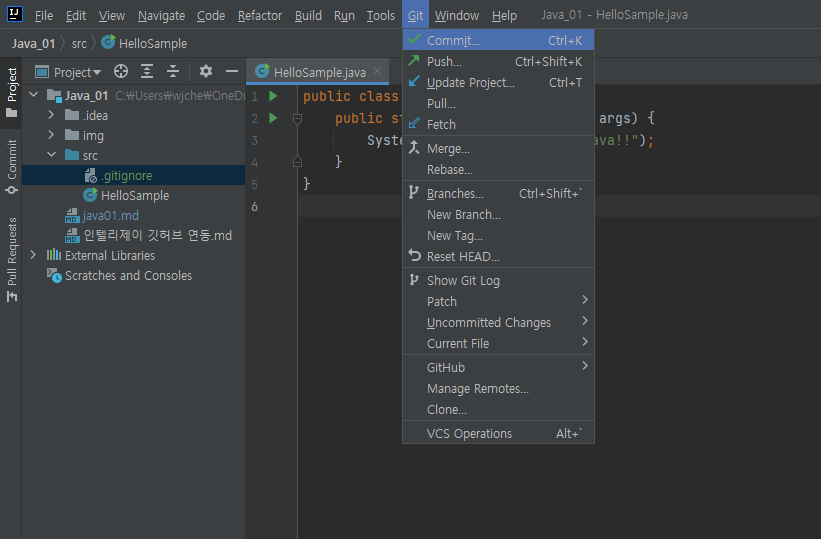 IJ File Edit View Navigate Code Refactor Build Run Tools Git Window Help Java_01 - HelloSample.java
Java_01 src HelloSample
Project
HelloSample.java
Project
Commit
Pull Requests
Java_01 C:₩Users₩wjche₩OneDr
.idea
img
src
.gitignore
HelloSample
MD java01.md
MD 인텔리제이 깃허브 연동.md
External Libraries
Scratches and Consoles
1 public class
2 public st args) {
3 System ava!!");
4 }
5 }
6
Commit... Ctrl+K
Push... Ctrl+Shift+K
Update Project... Ctrl+T
Pull...
Fetch
Merge...
Rebase...
Branches... Ctrl+Shift+`
New Branch...
New Tag...
Reset HEAD...
Show Git Log
Patch
Uncommitted Changes
Current File
GitHub
Manage Remotes...
Clone...
VCS Operations Alt+`